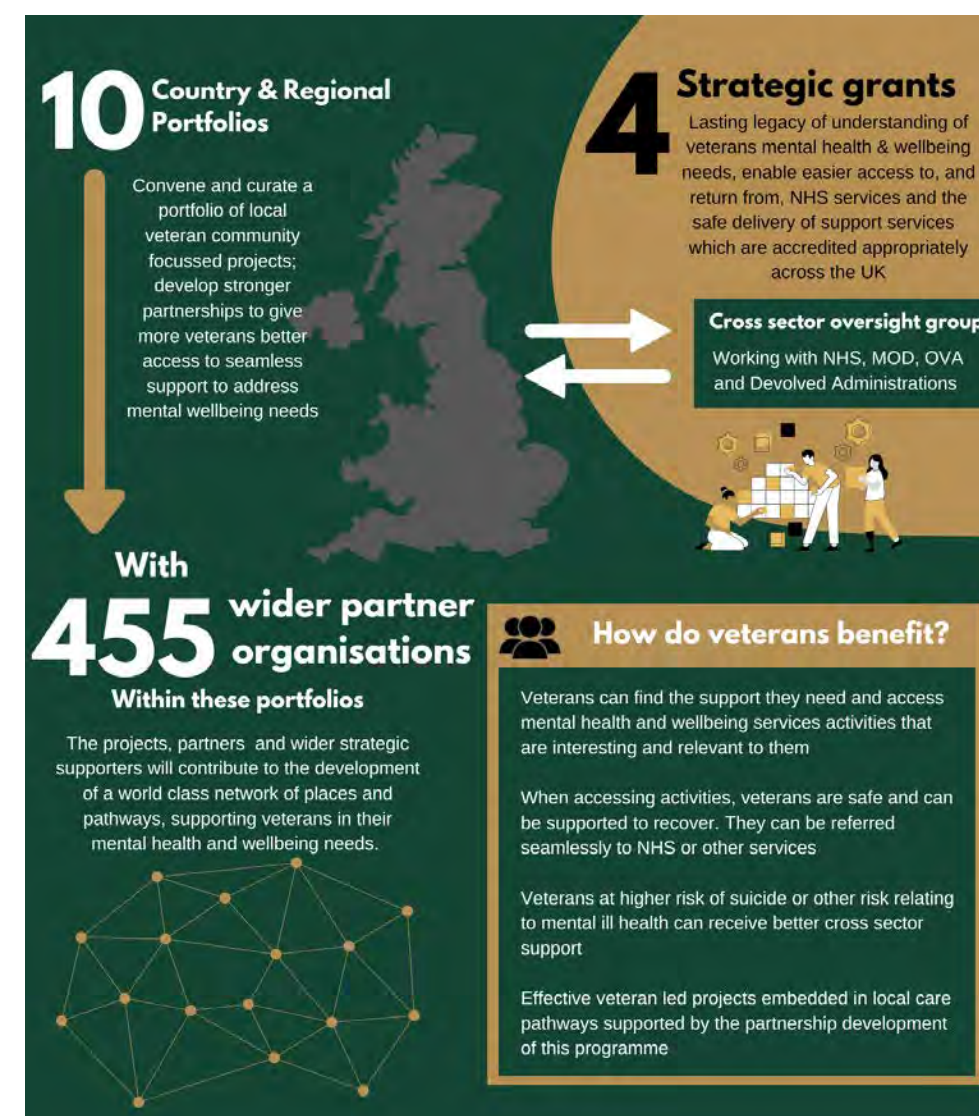 10 Country & Regional
Portfolios
Convene and curate a
portfolio of local
veteran community
focussed projects;
develop stronger
partnerships to give
more veterans better
access to seamless
support to address
mental wellbeing needs
4 Strategic grants
Lasting legacy of understanding of
veterans mental health & wellbeing
needs, enable easier access to, and
return from, NHS services and the
safe delivery of support services
which are accredited appropriately
across the UK
Cross sector oversight group
Working with NHS, MOD, OVA
and Devolved Administrations
With
455 wider partner
organisations
Within these portfolios
The projects, partners and wider strategic
supporters will contribute to the development
of a world class network of places and
pathways, supporting veterans in their
mental health and wellbeing needs.
How do veterans benefit?
Veterans can find the support they need and access
mental health and wellbeing services activities that
are interesting and relevant to them
When accessing activities, veterans are safe and can
be supported to recover. They can be referred
seamlessly to NHS or other services
Veterans at higher risk of suicide or other risk relating
to mental ill health can receive better cross sector
support
Effective veteran led projects embedded in local care
pathways supported by the partnership development
of this programme